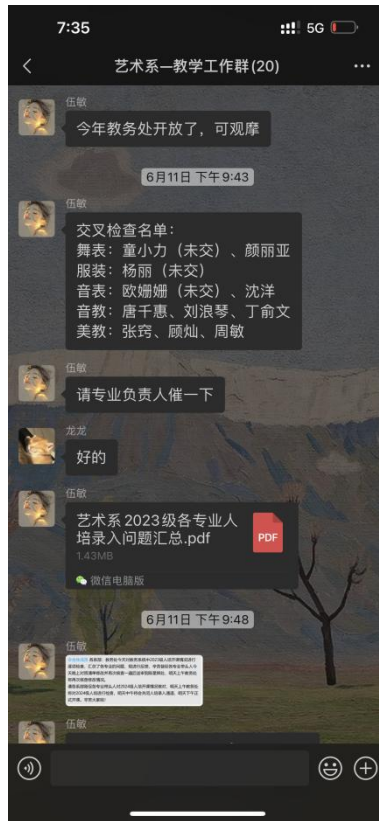 7:35
5G
艺术系—教学工作群(20)
伍敏
今年教务处开放了，可观摩
6月11日 下午9:43
伍敏
交叉检查名单：
舞表：童小力（未交）、颜丽亚
服装：杨丽（未交）
音表：欧姗姗（未交）、沈洋
音教：唐千惠、刘浪琴、丁俞文
美教：张窍、顾灿、周敏
伍敏
请专业负责人催一下
龙龙
好的
伍敏
艺术系2023级各专业人
培录入问题汇总.pdf
PDF
1.43MB
微信电脑版
6月11日 下午9:48
伍敏
伍敏